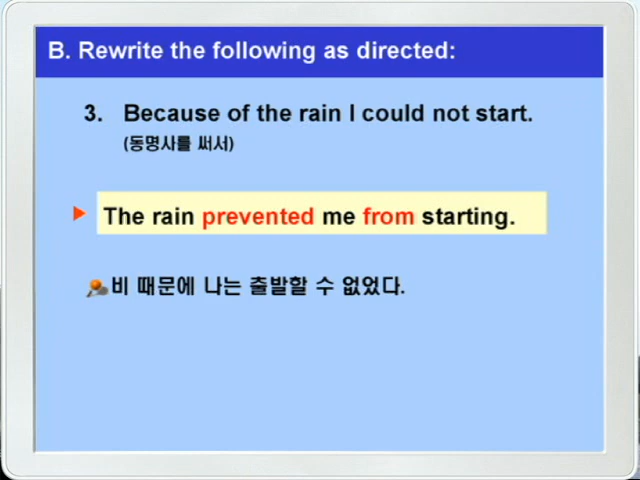 B. Rewrite the following as directed:
3. Because of the rain I could not start.
(동명사를 써서)
The rain prevented me from starting.
비 때문에 나는 출발할 수 없었다.